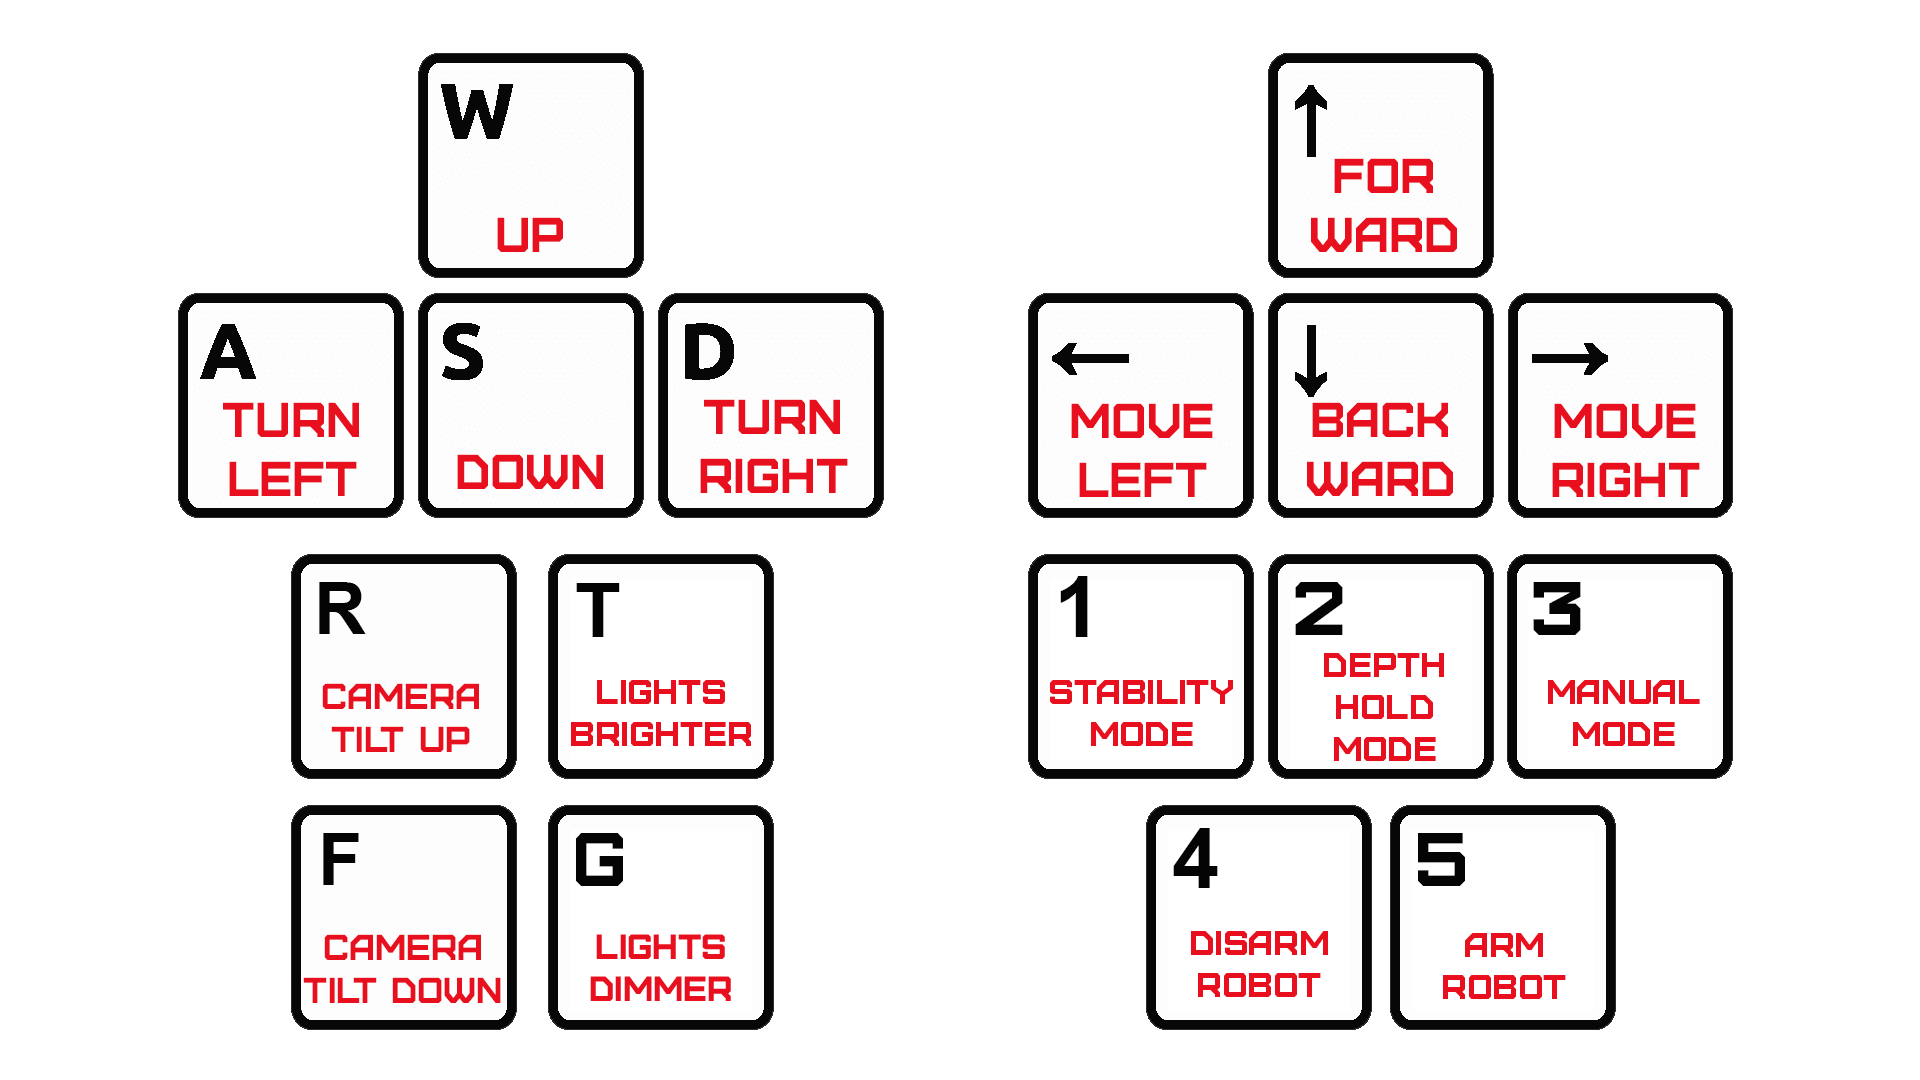 W
UP
A
TURN
LEFT
S
DOWN
D
TURN
RIGHT
R
CAMERA
TILT UP
T
LIGHTS
BRIGHTER
F
CAMERA
TILT DOWN
G
LIGHTS
DIMMER
↑
FOR
WARD
←
MOVE
LEFT
↓
BACK
WARD
→
MOVE
RIGHT
1
STABILITY
MODE
2
DEPTH
HOLD
MODE
3
MANUAL
MODE
4
DISARM
ROBOT
5
ARM
ROBOT